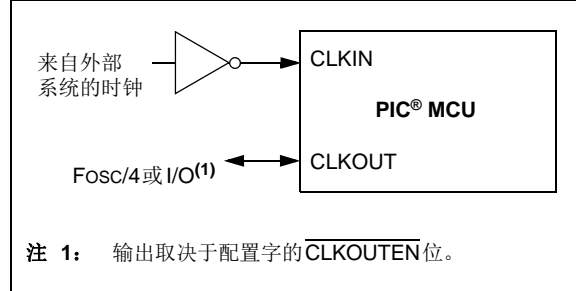 来自外部
系统的时钟
CLKIN
PIC® MCU
CLKOUT
Fosc/4或I/O(1)
注 1： 输出取决于配置字的CLKOUTEN位。